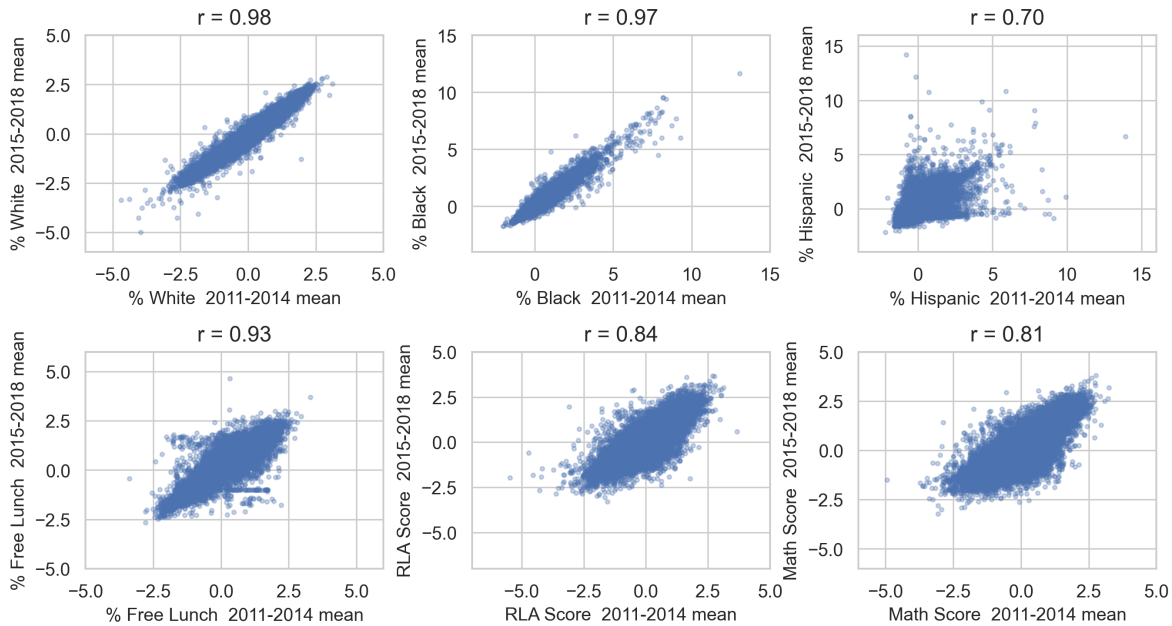 r = 0.98
5.0
2.5
0.0
−2.5
−5.0
% White  2015-2018 mean
−5.0 −2.5 0.0 2.5 5.0
% White  2011-2014 mean
r = 0.97
15
10
5
0
% Black  2015-2018 mean
0 5 10 15
% Black  2011-2014 mean
r = 0.70
15
10
5
0
% Hispanic  2015-2018 mean
0 5 10 15
% Hispanic  2011-2014 mean
r = 0.93
5.0
2.5
0.0
−2.5
−5.0
% Free Lunch  2015-2018 mean
−5.0 −2.5 0.0 2.5 5.0
% Free Lunch  2011-2014 mean
r = 0.84
5.0
2.5
0.0
−2.5
−5.0
RLA Score  2015-2018 mean
−5.0 −2.5 0.0 2.5 5.0
RLA Score  2011-2014 mean
r = 0.81
5.0
2.5
0.0
−2.5
−5.0
Math Score  2015-2018 mean
−5.0 −2.5 0.0 2.5 5.0
Math Score  2011-2014 mean